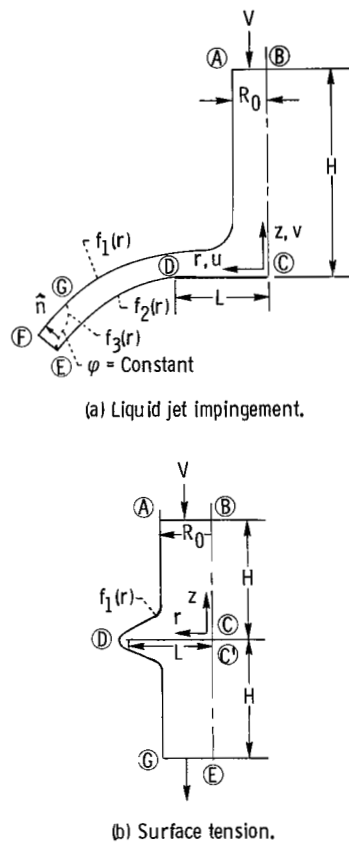 V
A B
R0
H
f1(r)
z, v
D r, u C
G
n̂ f2(r) L
F f3(r)
E
φ = Constant
(a) Liquid jet impingement.
V
A B
R0
H
f1(r) z
r C
D
L C'
H
G E
(b) Surface tension.